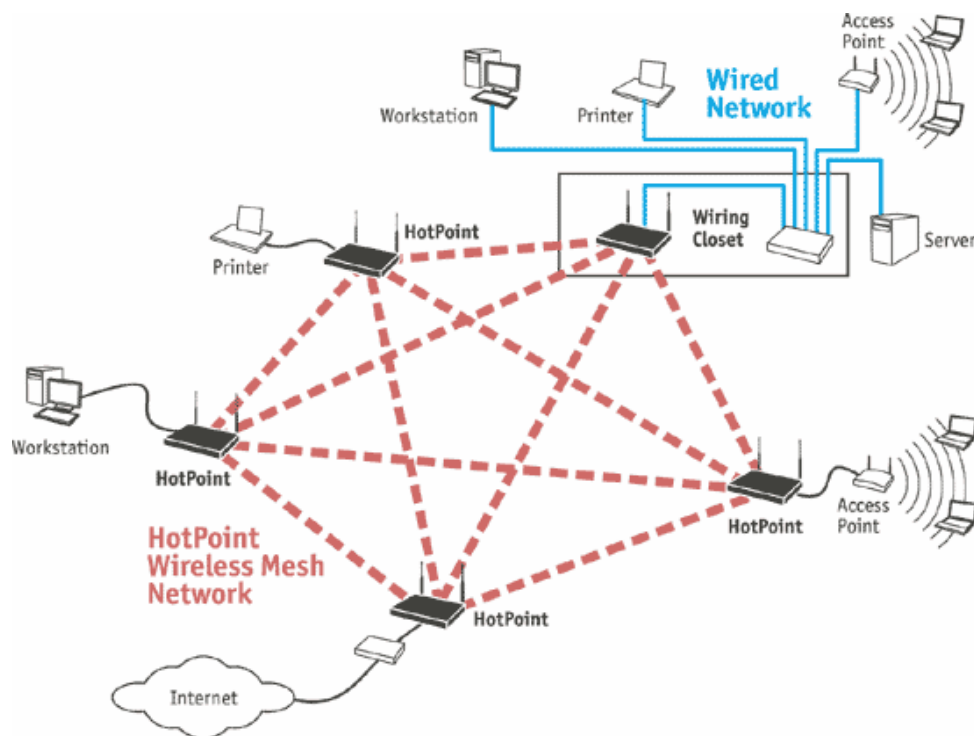 Access
Point
Wired
Network
Workstation
Printer
HotPoint
Wiring
Closet
Server
Printer
Workstation
HotPoint
HotPoint
Access
Point
HotPoint
Wireless Mesh
Network
HotPoint
Internet